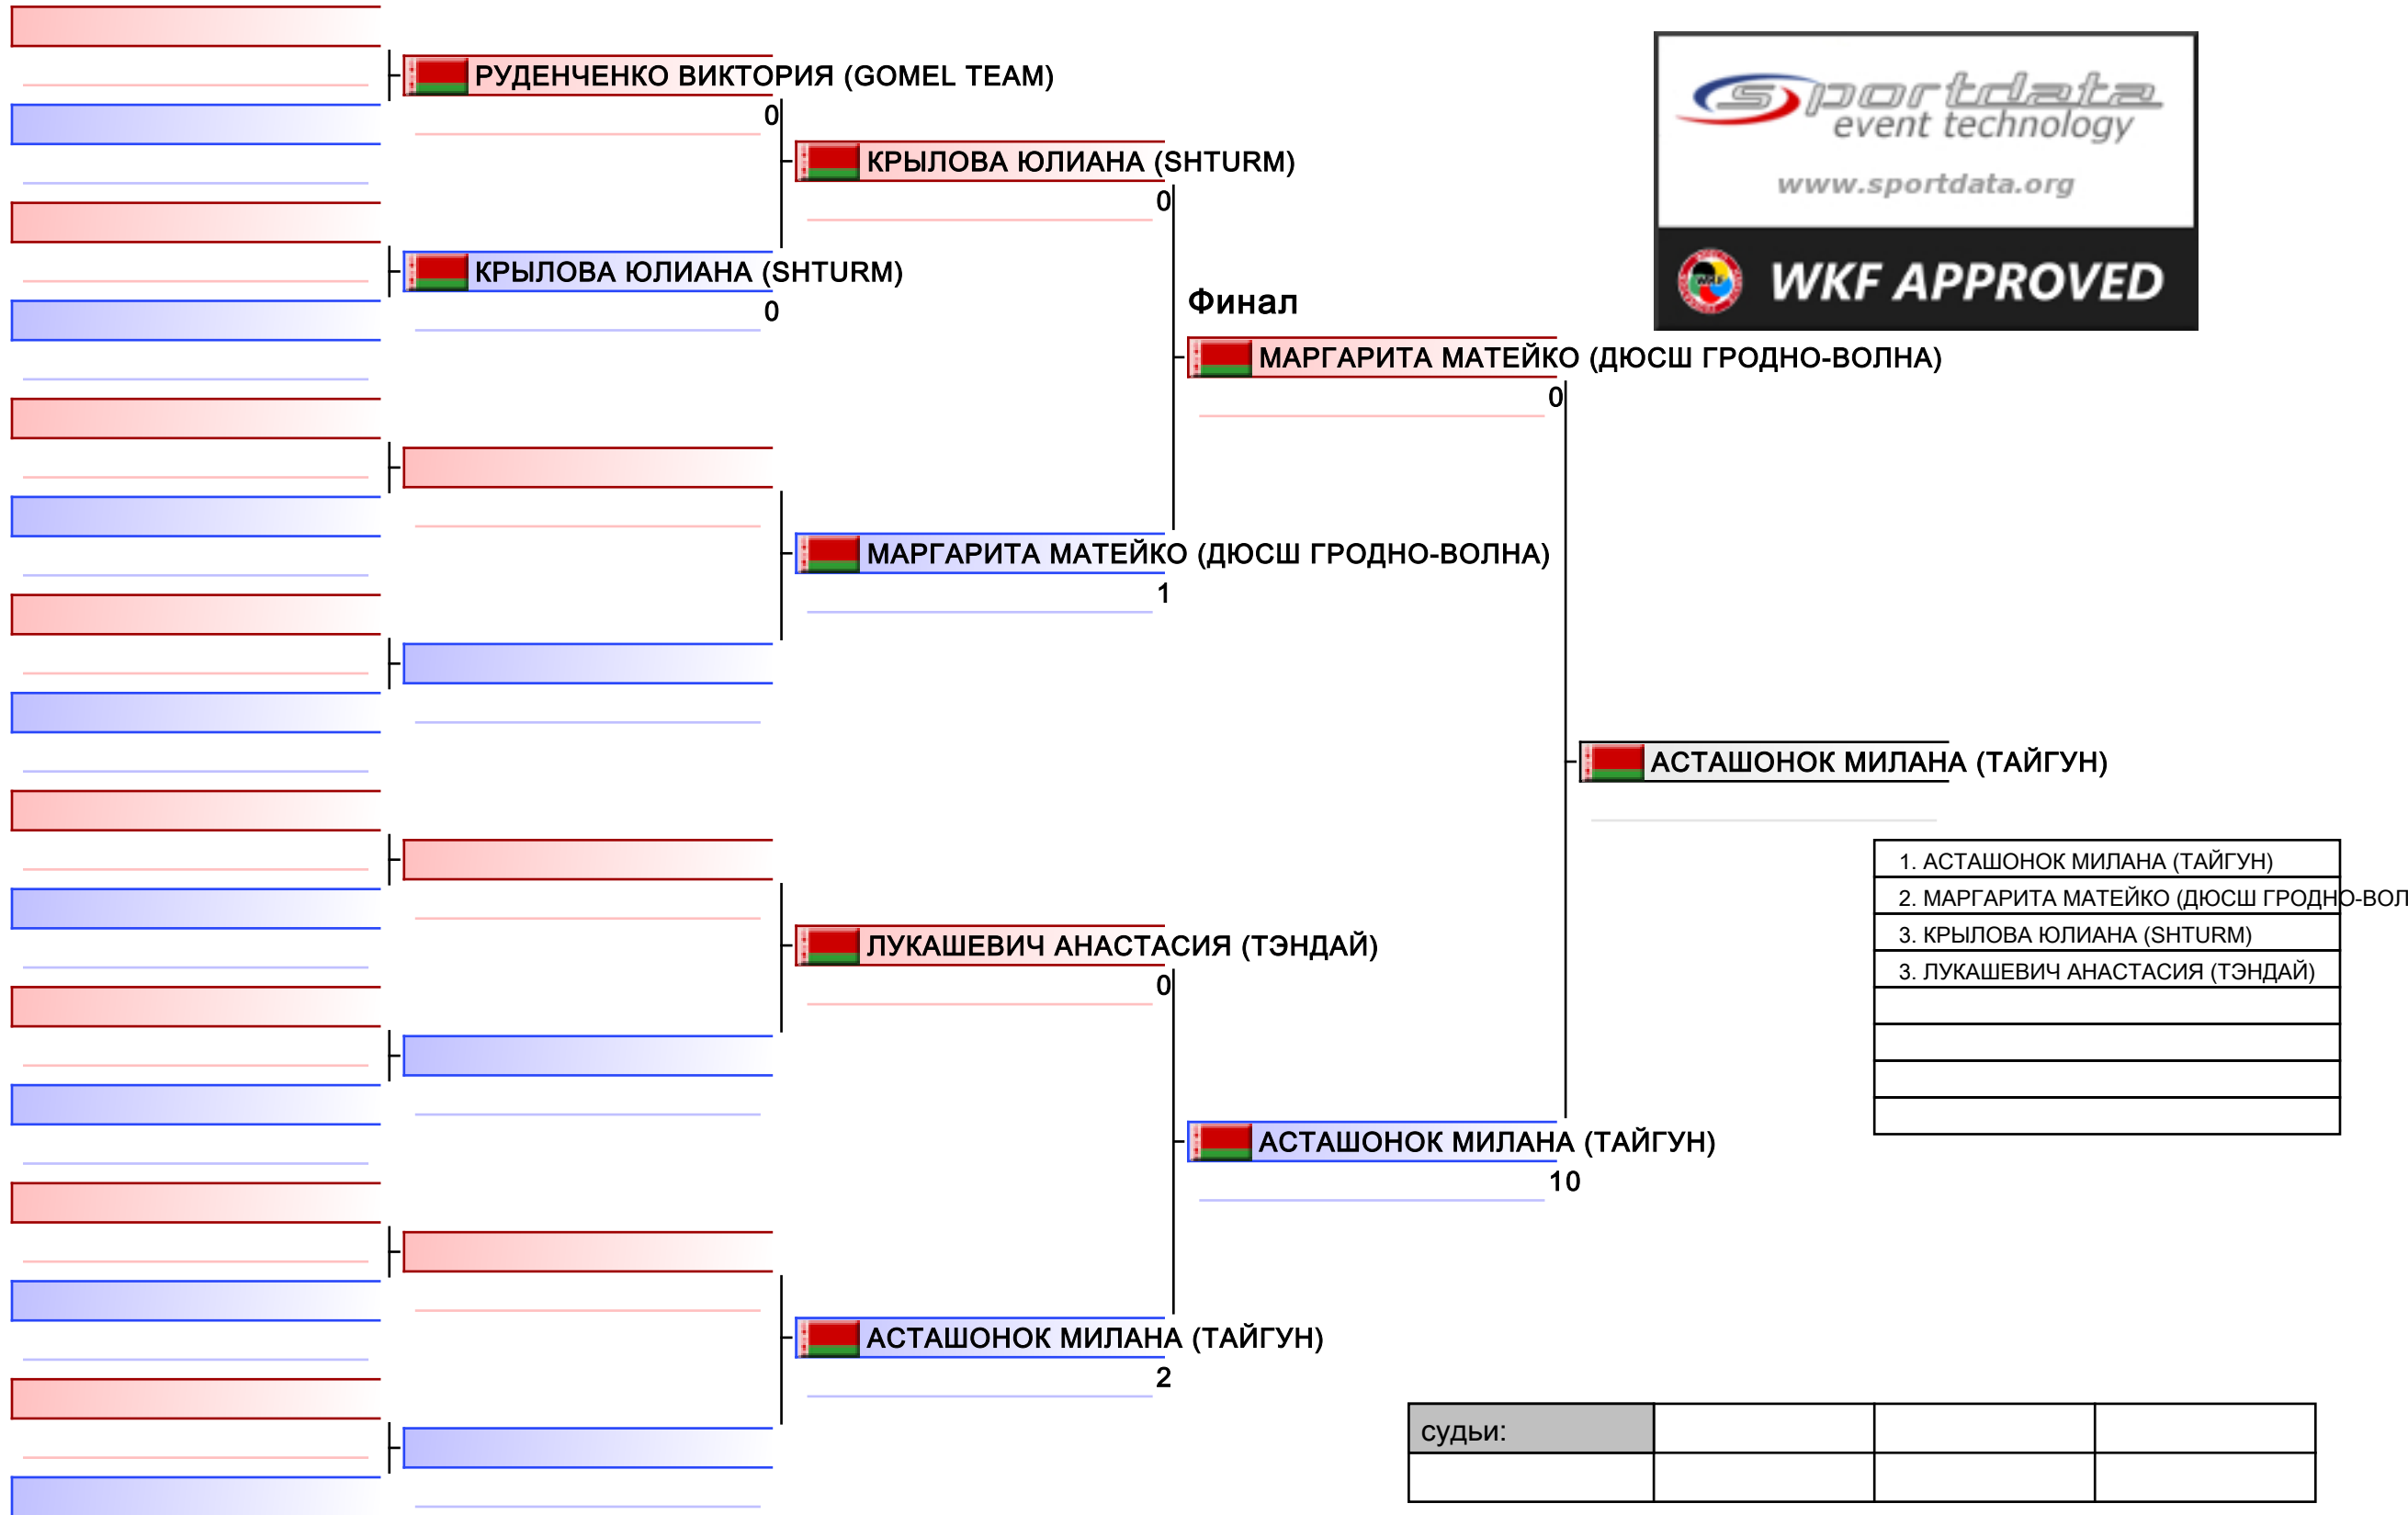 РУДЕНЧЕНКО ВИКТОРИЯ (GOMEL TEAM)
0
КРЫЛОВА ЮЛИАНА (SHTURM)
0
КРЫЛОВА ЮЛИАНА (SHTURM)
0
МАРГАРИТА МАТЕЙКО (ДЮСШ ГРОДНО-ВОЛНА)
1
ЛУКАШЕВИЧ АНАСТАСИЯ (ТЭНДАЙ)
0
АСТАШОНОК МИЛАНА (ТАЙГУН)
2
Финал
МАРГАРИТА МАТЕЙКО (ДЮСШ ГРОДНО-ВОЛНА)
0
АСТАШОНОК МИЛАНА (ТАЙГУН)
10
АСТАШОНОК МИЛАНА (ТАЙГУН)
sportdata
event technology
www.sportdata.org
WKF APPROVED
1. АСТАШОНОК МИЛАНА (ТАЙГУН)
2. МАРГАРИТА МАТЕЙКО (ДЮСШ ГРОДНО-ВОЛ
3. КРЫЛОВА ЮЛИАНА (SHTURM)
3. ЛУКАШЕВИЧ АНАСТАСИЯ (ТЭНДАЙ)
судьи: